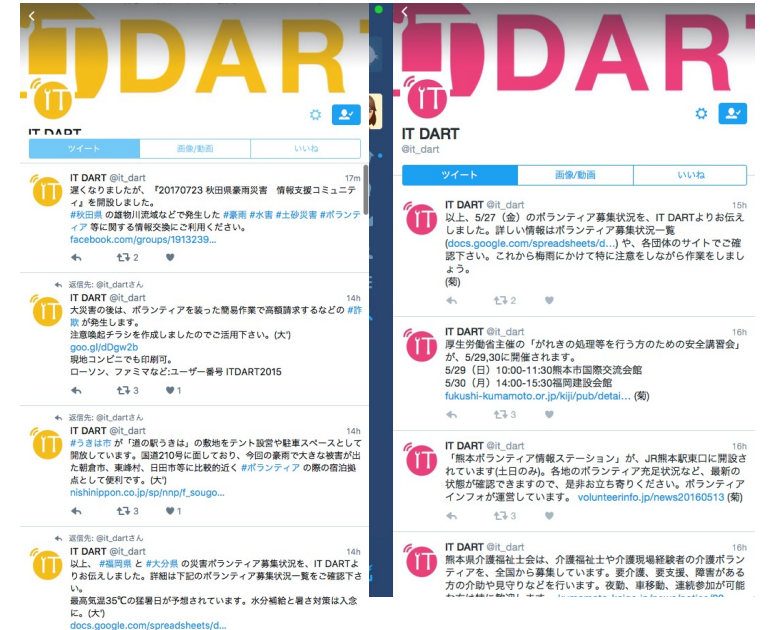 DART
IT
IT DART
ツイート
画像/動画
いいね
IT DART @it_dart 17m
遅くなりましたが、『20170723 秋田県豪雨災害　情報支援コミュニテ
ィ』を開設しました。
#秋田県 の雄物川流域などで発生した #豪雨 #水害 #土砂災害 #ボランテ
ィア 等に関する情報交換にご利用ください。
facebook.com/groups/1913239...
2
返信先: @it_dartさん
IT DART @it_dart 14h
大災害の後は、ボランティアを装った簡易作業で高額請求するなどの #詐
欺 が発生します。
注意喚起チラシを作成しましたのでご活用下さい。(大")
goo.gl/dDgw2b
現地コンビニでも印刷可。
ローソン、ファミマなど:ユーザー番号 ITDART2015
3 1
返信先: @it_dartさん
IT DART @it_dart 14h
#うきは市 が「道の駅うきは」の敷地をテント設営や駐車スペースとして
開放しています。国道210号に面しており、今回の豪雨で大きな被害が出
た朝倉市、東峰村、日田市等に比較的近く #ボランティア の際の宿泊拠
点として便利です。(大")
nishinippon.co.jp/sp/nnp/f_sougo...
3 1
返信先: @it_dartさん
IT DART @it_dart 14h
以上、 #福岡県 と #大分県 の災害ボランティア募集状況を、IT DARTよ
りお伝えしました。詳細は下記のボランティア募集状況一覧をご確認下さ
い。
最高気温35℃の猛暑日が予想されています。水分補給と暑さ対策は入念
に。(大")
docs.google.com/spreadsheets/d...
DART
IT
IT DART
@it_dart
ツイート
画像/動画
いいね
IT DART @it_dart 15h
以上、5/27（金）のボランティア募集状況を、IT DARTよりお伝え
しました。詳しい情報はボランティア募集状況一覧
(docs.google.com/spreadsheets/d...) や、各団体のサイトでご確
認下さい。これから梅雨にかけて特に注意をしながら作業をしまし
ょう。
(菊)
2
IT DART @it_dart 16h
厚生労働省主催の「がれきの処理等を行う方のための安全講習会」
が、5/29,30に開催されます。
5/29（日）10:00-11:30熊本市国際交流会館
5/30（月）14:00-15:30福岡建設会館
fukushi-kumamoto.or.jp/kiji/pub/detai... (菊)
3
IT DART @it_dart 16h
「熊本ボランティア情報ステーション」が、JR熊本駅東口に開設さ
れています(土日のみ)。各地のボランティア充足状況など、最新の
状態が確認できますので、是非お立ち寄りください。ボランティア
インフォが運営しています。 volunteerinfo.jp/news20160513 (菊)
3
IT DART @it_dart 16h
熊本県介護福祉士会は、介護福祉士や介護現場経験者の介護ボラン
ティアを、全国から募集しています。要介護、要支援、障害がある
方の介助や見守りなどを行います。夜勤、車移動、連続参加が可能